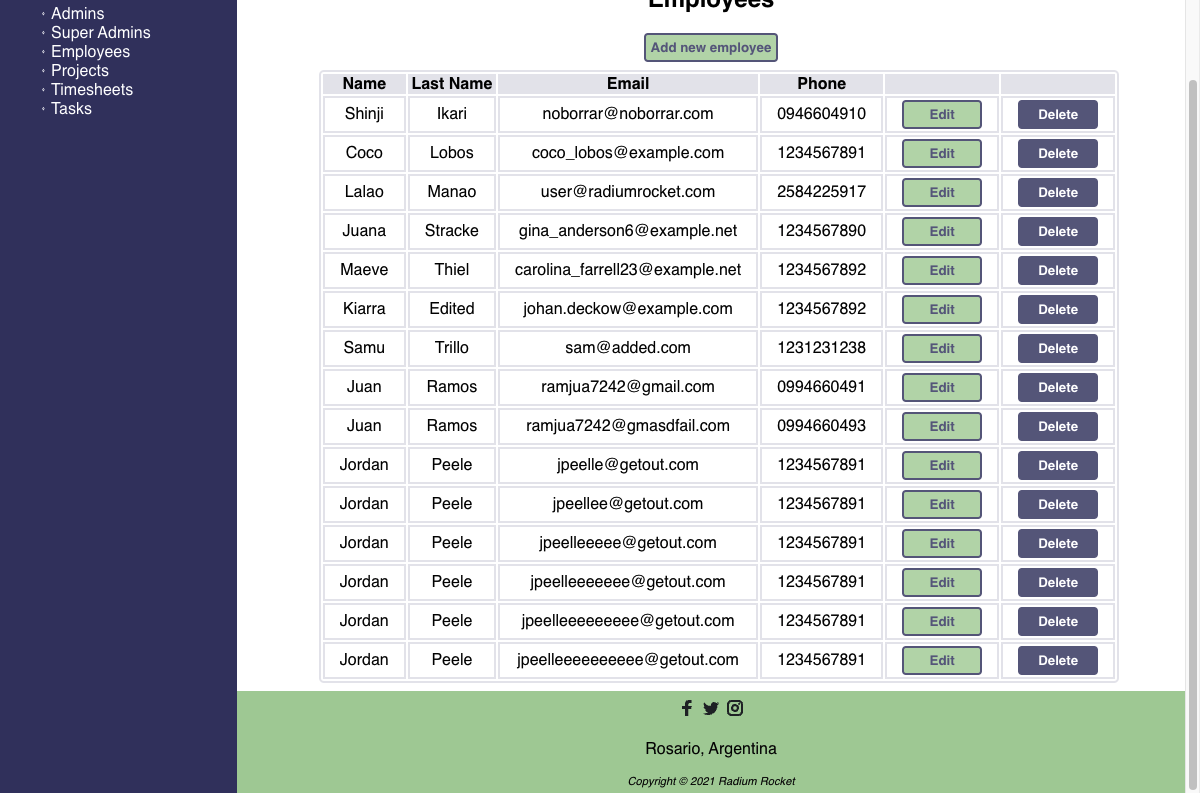 Admins
Super Admins
Employees
Projects
Timesheets
Tasks
Employees
Add new employee
Name Last Name Email Phone
Shinji Ikari noborrar@noborrar.com 0946604910 Edit Delete
Coco Lobos coco_lobos@example.com 1234567891 Edit Delete
Lalao Manao user@radiumrocket.com 2584225917 Edit Delete
Juana Stracke gina_anderson6@example.net 1234567890 Edit Delete
Maeve Thiel carolina_farrell23@example.net 1234567892 Edit Delete
Kiarra Edited johan.deckow@example.com 1234567892 Edit Delete
Samu Trillo sam@added.com 1231231238 Edit Delete
Juan Ramos ramjua7242@gmail.com 0994660491 Edit Delete
Juan Ramos ramjua7242@gmasdfail.com 0994660493 Edit Delete
Jordan Peele jpeelle@getout.com 1234567891 Edit Delete
Jordan Peele jpeellee@getout.com 1234567891 Edit Delete
Jordan Peele jpeelleeeee@getout.com 1234567891 Edit Delete
Jordan Peele jpeelleeeeeee@getout.com 1234567891 Edit Delete
Jordan Peele jpeelleeeeeeeee@getout.com 1234567891 Edit Delete
Jordan Peele jpeelleeeeeeeeee@getout.com 1234567891 Edit Delete
Rosario, Argentina
Copyright © 2021 Radium Rocket